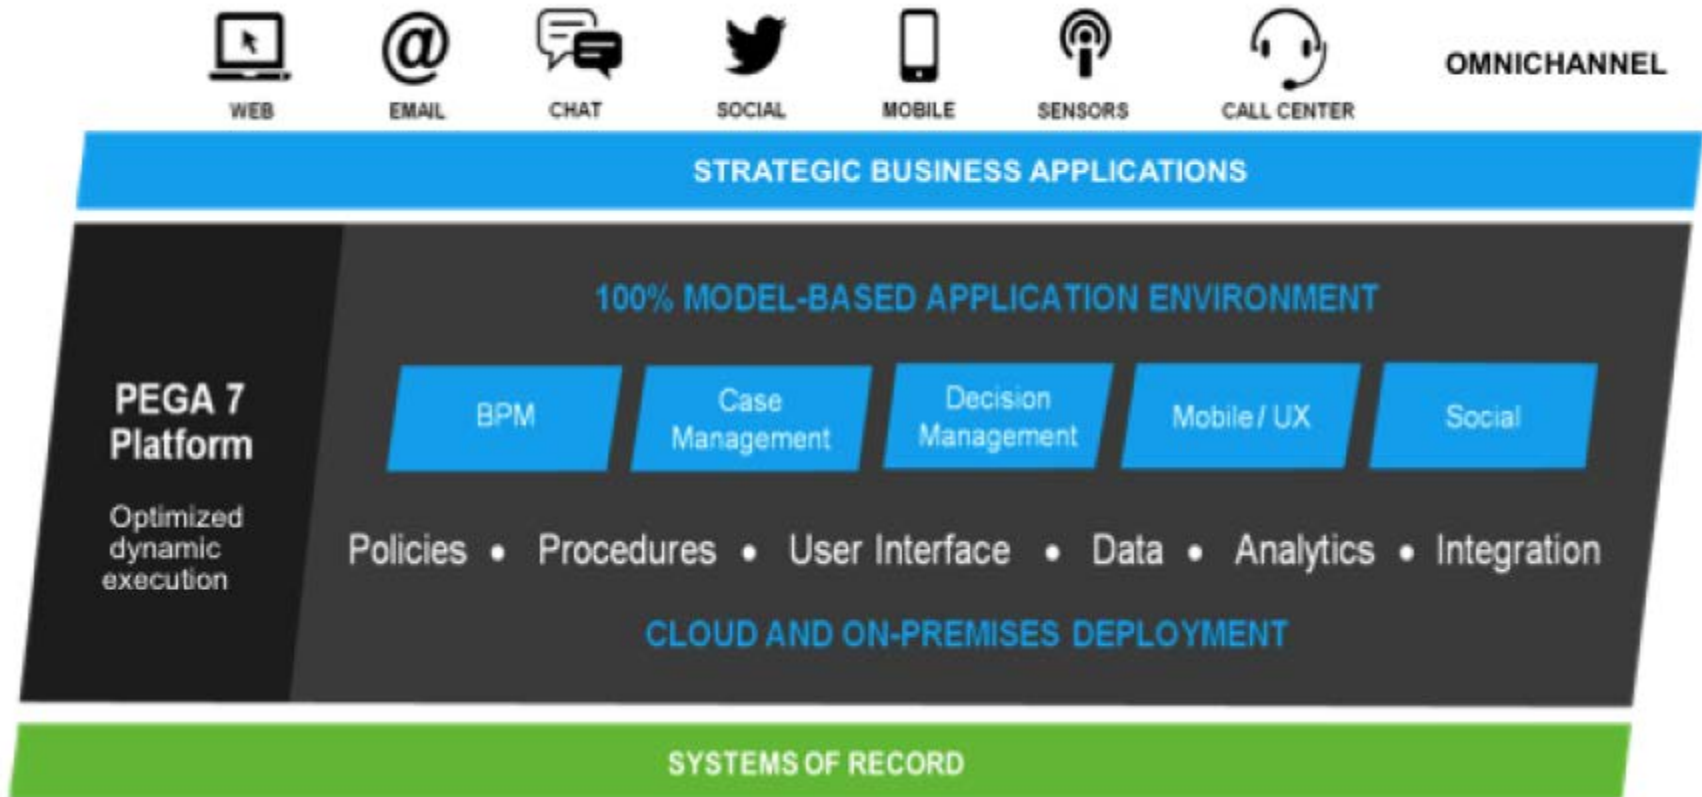 OMNICHANNEL
WEB EMAIL CHAT SOCIAL MOBILE SENSORS CALL CENTER
STRATEGIC BUSINESS APPLICATIONS
100% MODEL-BASED APPLICATION ENVIRONMENT
PEGA 7
Platform
Optimized
dynamic
execution
BPM
Case
Management
Decision
Management
Mobile / UX
Social
Policies • Procedures • User Interface • Data • Analytics • Integration
CLOUD AND ON-PREMISES DEPLOYMENT
SYSTEMS OF RECORD